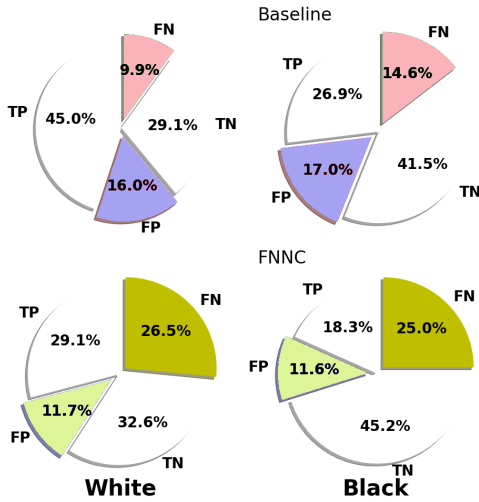 Baseline
FN
9.9%
TP
45.0%
29.1%
TN
16.0%
FP
FN
14.6%
TP
26.9%
17.0%
41.5%
FP
TN
FNNC
FN
26.5%
TP
29.1%
11.7%
32.6%
FP
TN
TP
FN
18.3%
25.0%
FP
11.6%
45.2%
TN
White
Black